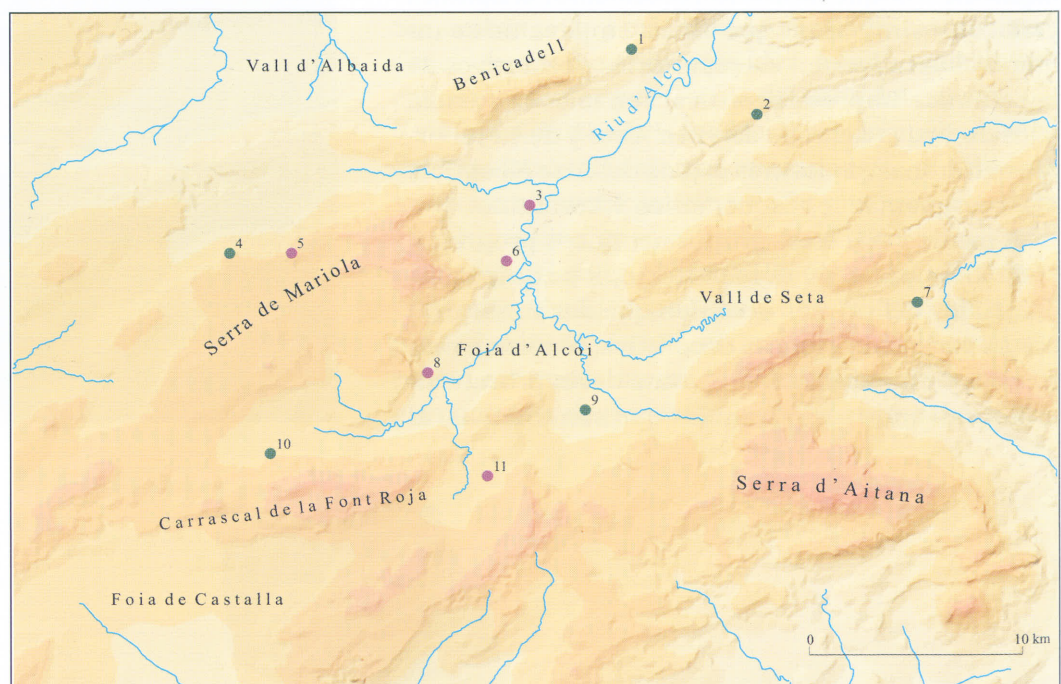 1
Benicadell
Vall d'Albaida
Riu d'Alcoi
2
3
4
5
6
Serra de Mariola
Vall de Seta
7
Foia d'Alcoi
8
9
10
11
Carrascal de la Font Roja
Serra d'Aitana
Foia de Castalla
0 10 km